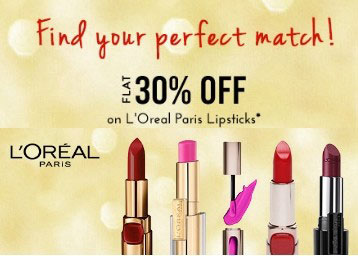 Find your perfect match!
FLAT 30% OFF
on L'Oreal Paris Lipsticks*
L'ORÉAL
PARIS